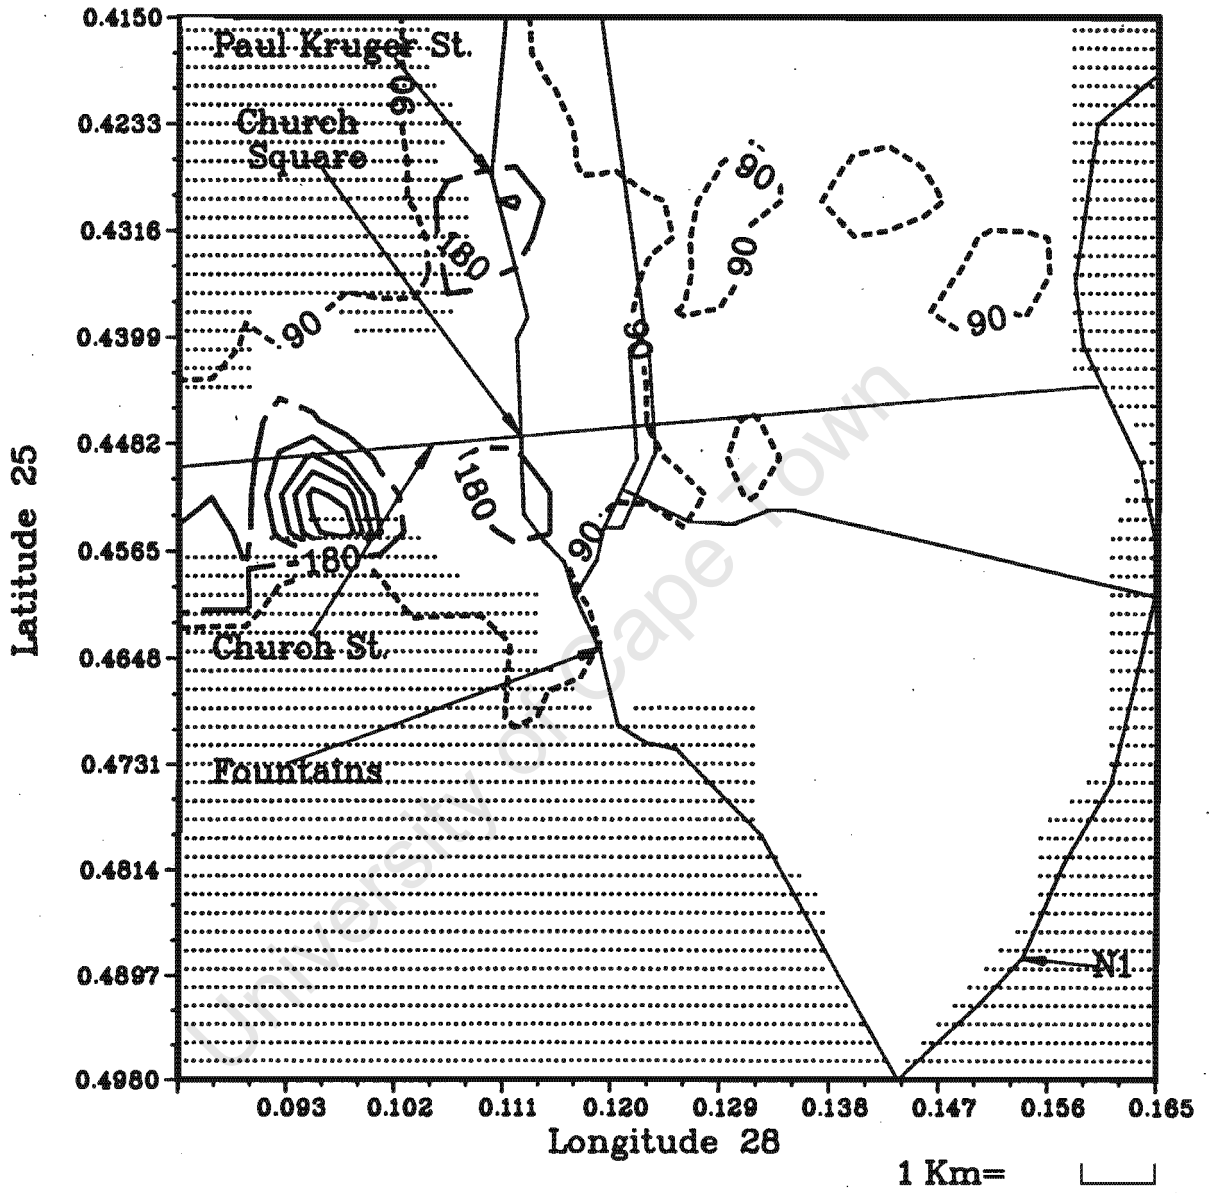 0.4150
Paul Kruger St.
90
0.4233
Church
Square
90
0.4316
180
90
90
90
90
0.4399
0.4482
180
0.4565
180
90
Church St.
0.4648
0.4731
Fountains
0.4814
0.4897
N1
0.4980
0.093 0.102 0.111 0.120 0.129 0.138 0.147 0.156 0.165
Latitude 25
Longitude 28
1 Km=
University of Cape Town